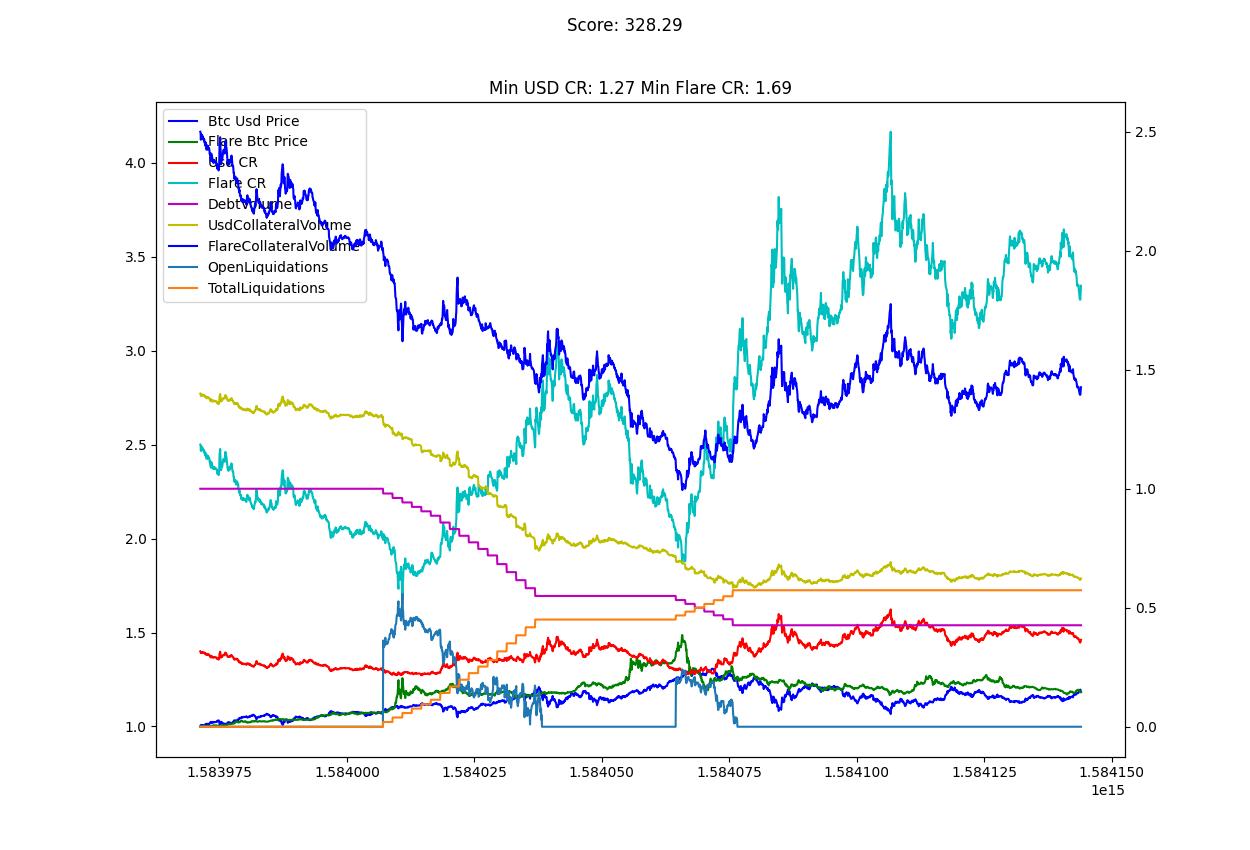 Score: 328.29
Min USD CR: 1.27 Min Flare CR: 1.69
Btc Usd Price
Flare Btc Price
Usd CR
Flare CR
DebtVolume
UsdCollateralVolume
FlareCollateralVolume
OpenLiquidations
TotalLiquidations
4.0
3.5
3.0
2.5
2.0
1.5
1.0
2.5
2.0
1.5
1.0
0.5
0.0
1.583975 1.584000 1.584025 1.584050 1.584075 1.584100 1.584125 1.584150
1e15